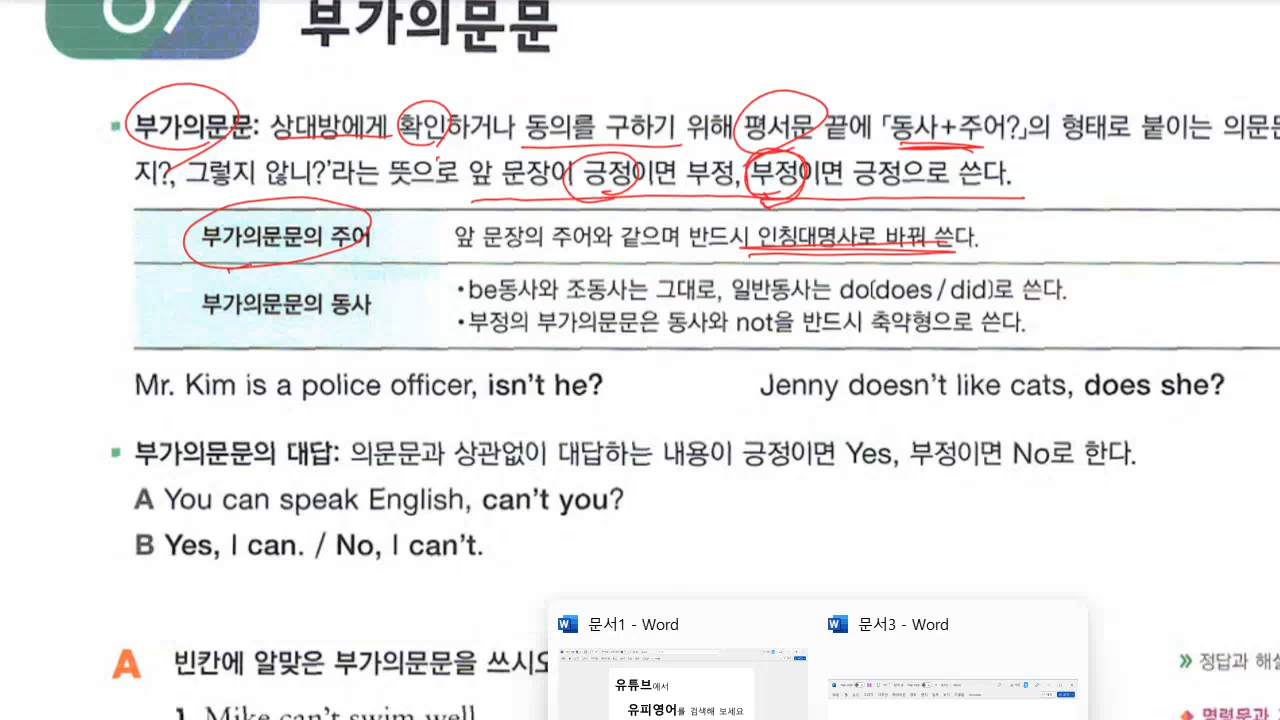 07 부가의문문
부가의문문: 상대방에게 확인하거나 동의를 구하기 위해 평서문 끝에 「동사+주어?」의 형태로 붙이는 의문문
지?, 그렇지 않니?'라는 뜻으로 앞 문장이 긍정이면 부정, 부정이면 긍정으로 쓴다.
부가의문문의 주어 앞 문장의 주어와 같으며 반드시 인칭대명사로 바꿔 쓴다.
부가의문문의 동사
•be동사와 조동사는 그대로, 일반동사는 do(does/did)로 쓴다.
•부정의 부가의문문은 동사와 not을 반드시 축약형으로 쓴다.
Mr. Kim is a police officer, isn't he? Jenny doesn't like cats, does she?
부가의문문의 대답: 의문문과 상관없이 대답하는 내용이 긍정이면 Yes, 부정이면 No로 한다.
A You can speak English, can't you?
B Yes, I can. / No, I can't.
문서1 - Word 문서3 - Word
A 빈칸에 알맞은 부가의문문을 쓰시오
» 정답과 해설
유튜브에서
유피영어를 검색해 보세요
1 Mike can't swim well
◆ 명령문과